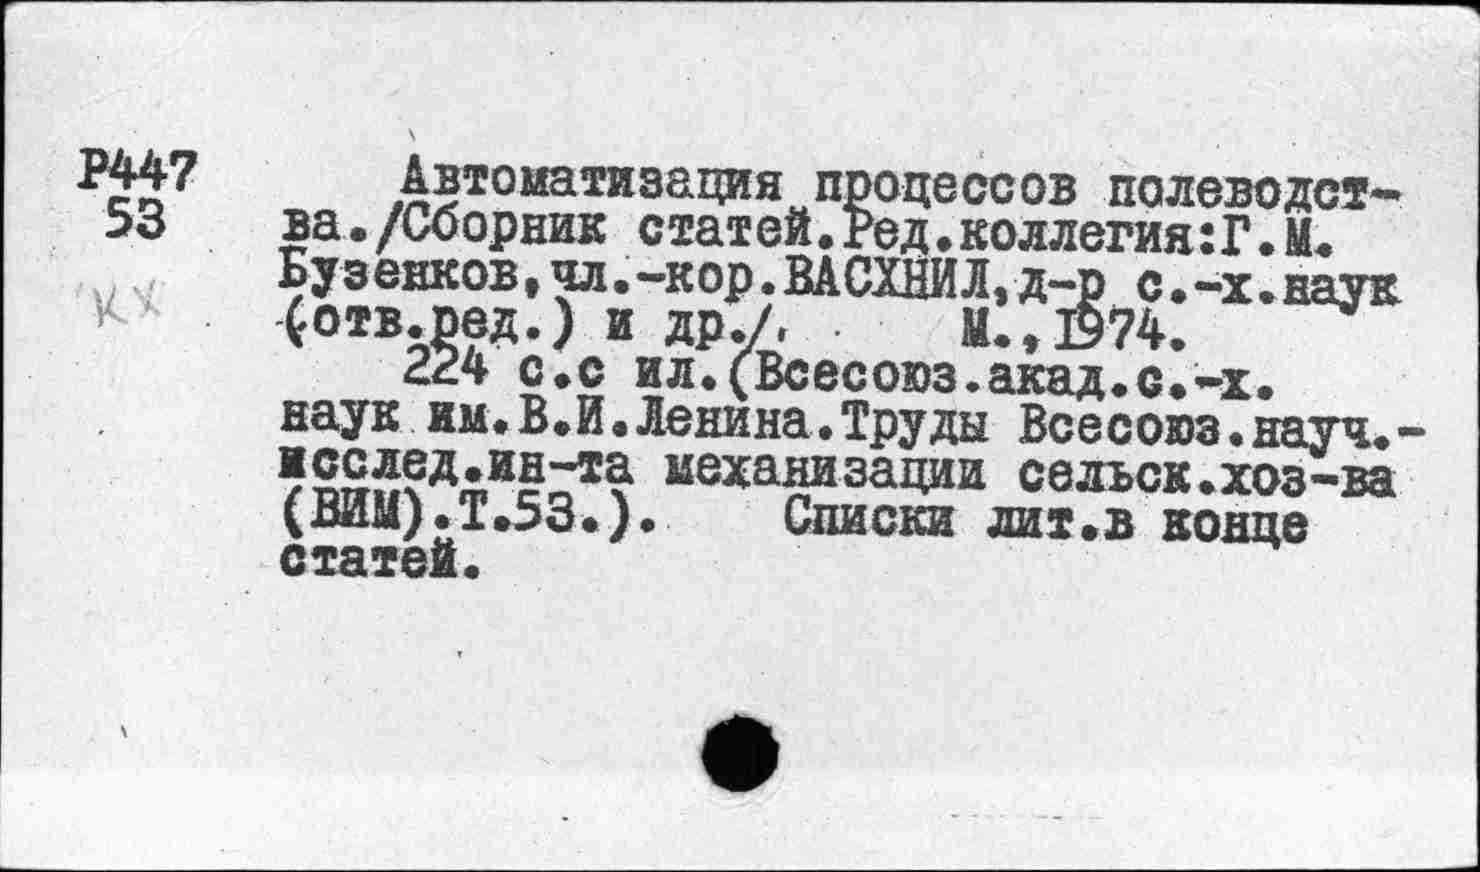 Р447
53
кх
Автоматизация процессов полеводст-
ва./Сборник статей.Ред.коллегия:Г.М.
Бузенков,чл.-кор.ВАСХНИЛ,д-р с.-х.наук
(отв.ред.) и др./. М.,1974.
224 с.с ил.(Всесоюз.акад.с.-х.
наук им.В.И.Ленина.Труды Всесоюз.науч.-
исслед.ин-та механизации сельск.хоз-ва
(ВИМ).Т.53.). Списки лит.в конце
статей.